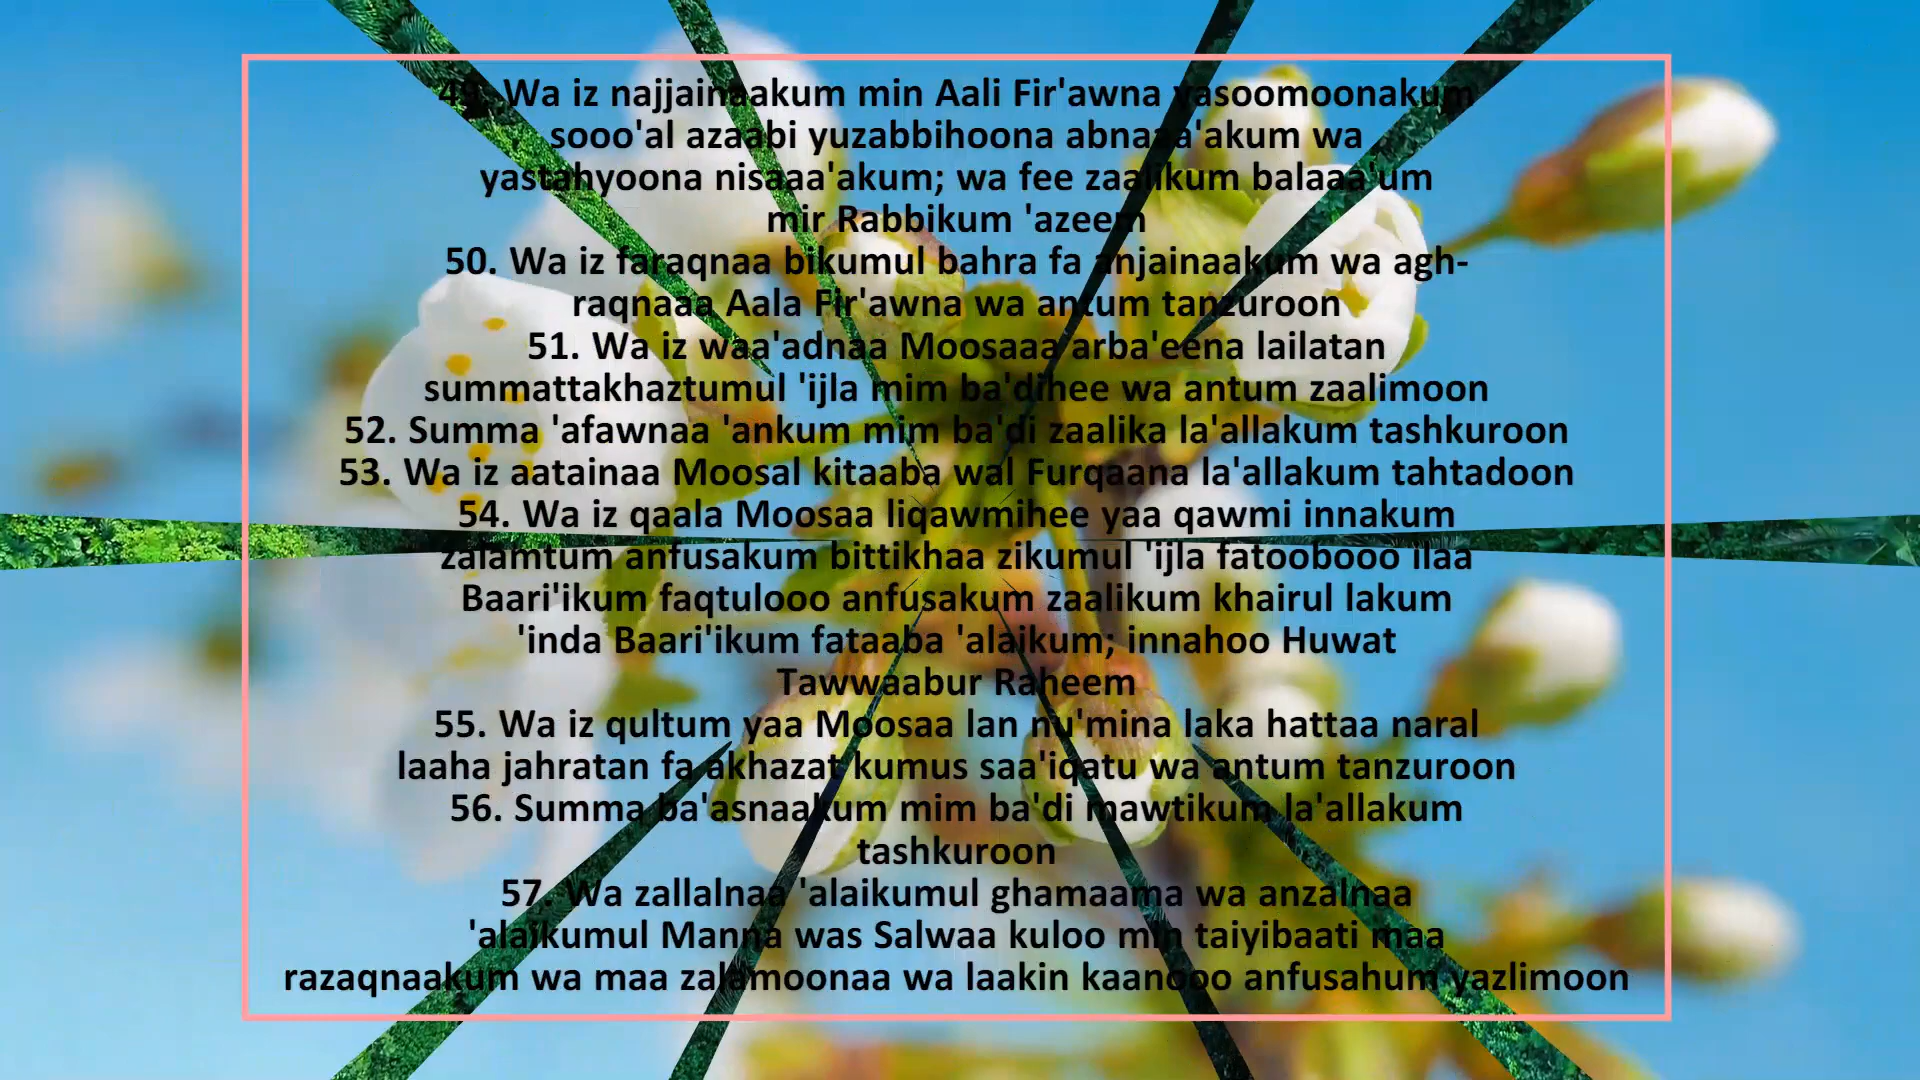 49. Wa iz najjainaakum min Aali Fir'awna yasoomoonakum
sooo'al azaabi yuzabbihoona abnaaa'akum wa
yastahyoona nisaaa'akum; wa fee zaalikum balaaa'um
mir Rabbikum 'azeem
50. Wa iz faraqnaa bikumul bahra fa anjainaakum wa agh-
raqnaaa Aala Fir'awna wa antum tanzuroon
51. Wa iz waa'adnaa Moosaaa arba'eena lailatan
summattakhaztumul 'ijla mim ba'dihee wa antum zaalimoon
52. Summa 'afawnaa 'ankum mim ba'di zaalika la'allakum tashkuroon
53. Wa iz aatainaa Moosal kitaaba wal Furqaana la'allakum tahtadoon
54. Wa iz qaala Moosaa liqawmihee yaa qawmi innakum
zalamtum anfusakum bittikhaa zikumul 'ijla fatoobooo ilaa
Baari'ikum faqtulooo anfusakum zaalikum khairul lakum
'inda Baari'ikum fataaba 'alaikum; innahoo Huwat
Tawwaabur Raheem
55. Wa iz qultum yaa Moosaa lan nu'mina laka hattaa naral
laaha jahratan fa akhazat kumus saa'iqatu wa antum tanzuroon
56. Summa ba'asnaakum mim ba'di mawtikum la'allakum
tashkuroon
57. Wa zallalnaa 'alaikumul ghamaama wa anzalnaa
'alaikumul Manna was Salwaa kuloo min taiyibaati maa
razaqnaakum wa maa zalamoonaa wa laakin kaanooo anfusahum yazlimoon